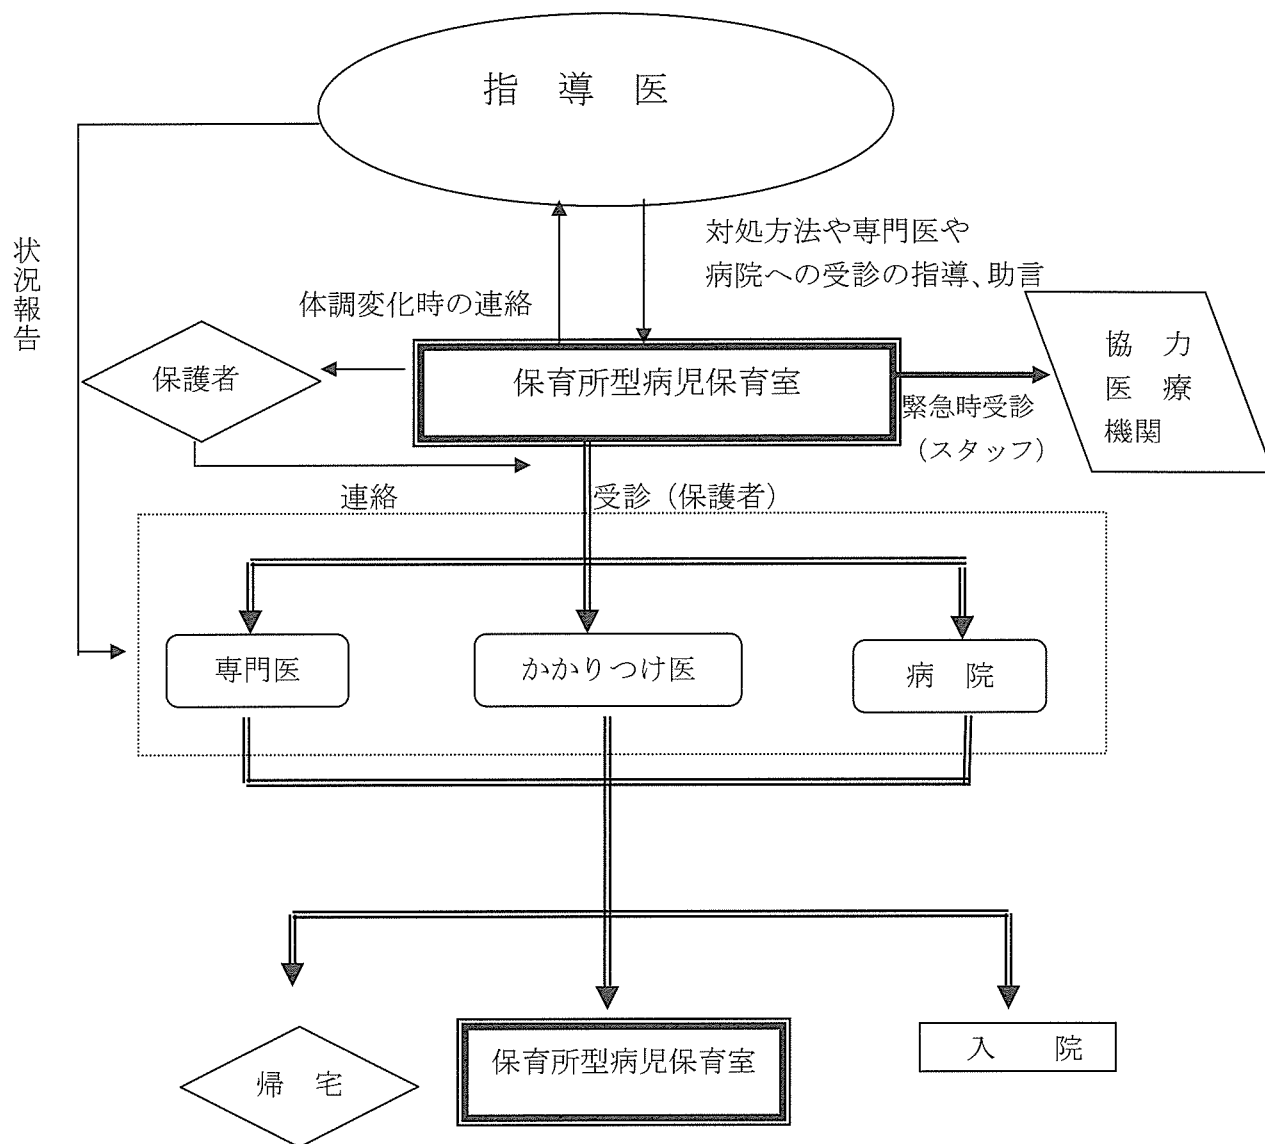 指　導　医
対処方法や専門医や
病院への受診の指導、助言
状況報告
体調変化時の連絡
保護者
保育所型病児保育室
協　力
医　療
機関
緊急時受診
（スタッフ）
連絡
受診（保護者）
専門医
かかりつけ医
病　院
帰　宅
保育所型病児保育室
入　　院